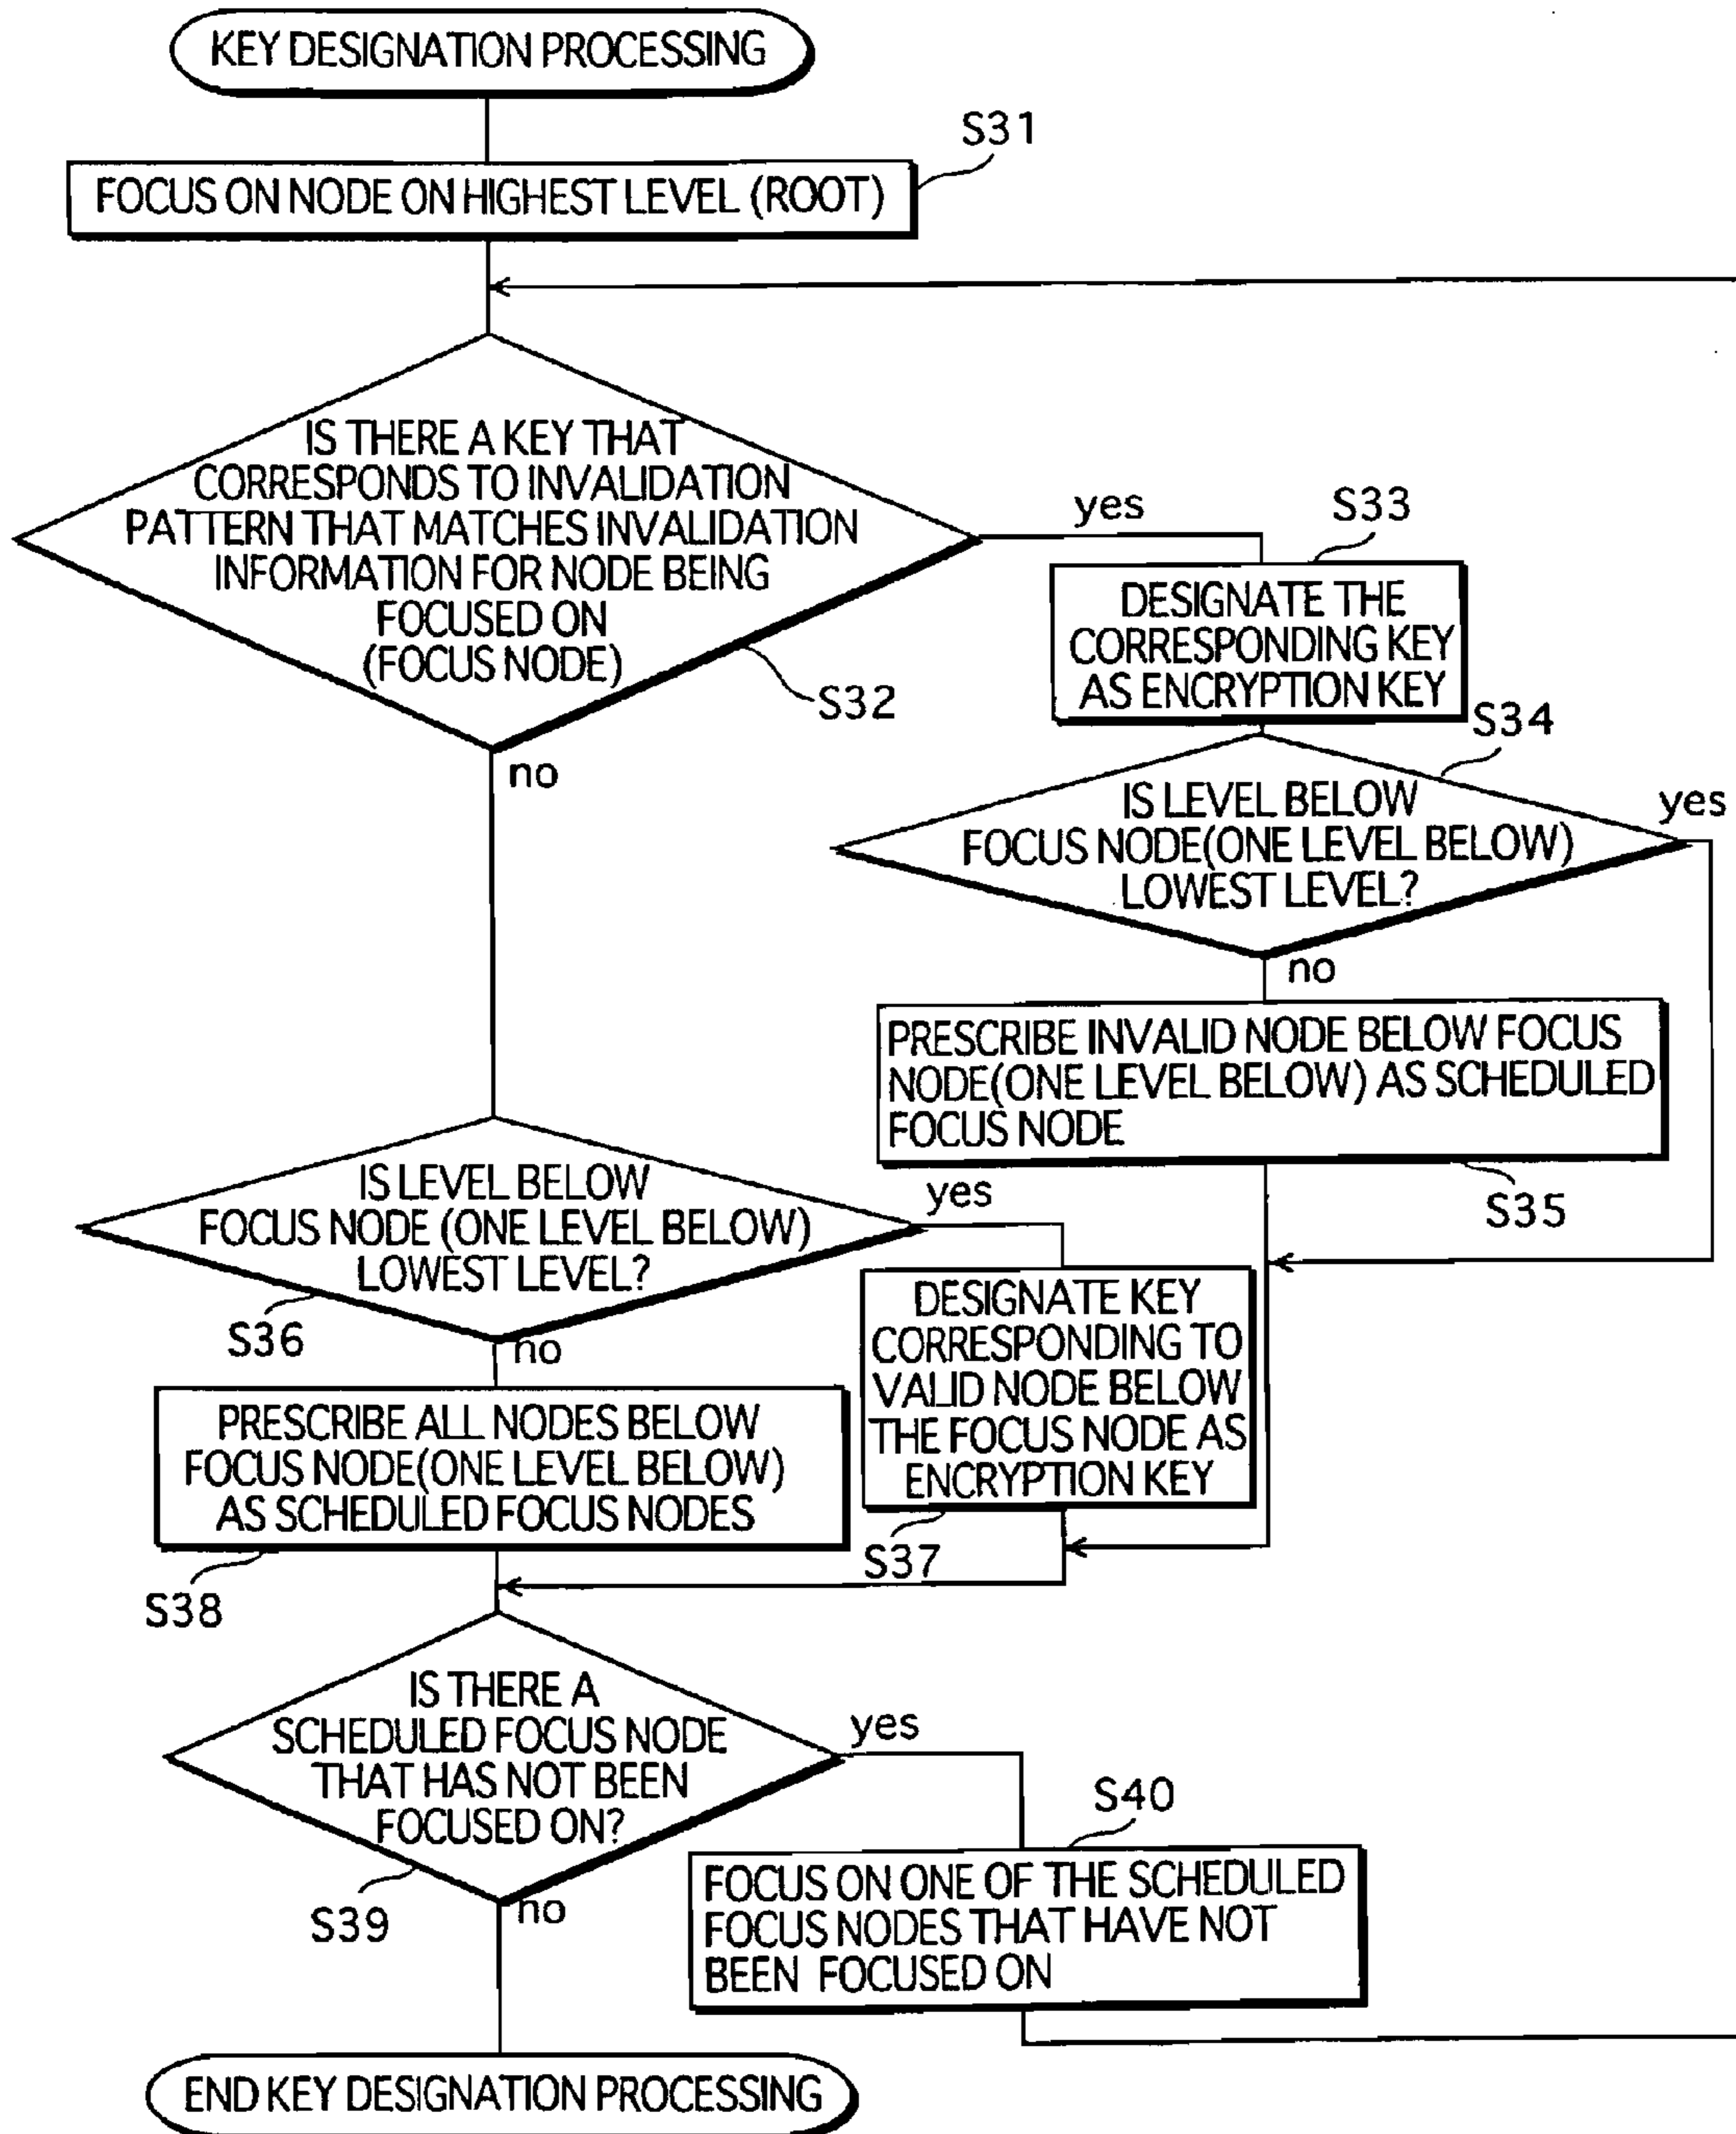 KEY DESIGNATION PROCESSING
S31
FOCUS ON NODE ON HIGHEST LEVEL (ROOT)
IS THERE A KEY THAT
CORRESPONDS TO INVALIDATION
PATTERN THAT MATCHES INVALIDATION
INFORMATION FOR NODE BEING
FOCUSED ON
(FOCUS NODE)
S32
yes
no
S33
DESIGNATE THE
CORRESPONDING KEY
AS ENCRYPTION KEY
S34
IS LEVEL BELOW
FOCUS NODE(ONE LEVEL BELOW)
LOWEST LEVEL?
yes
no
PRESCRIBE INVALID NODE BELOW FOCUS
NODE(ONE LEVEL BELOW) AS SCHEDULED
FOCUS NODE
S35
IS LEVEL BELOW
FOCUS NODE (ONE LEVEL BELOW)
LOWEST LEVEL?
yes
S36
no
DESIGNATE KEY
CORRESPONDING TO
VALID NODE BELOW
THE FOCUS NODE AS
ENCRYPTION KEY
S37
PRESCRIBE ALL NODES BELOW
FOCUS NODE(ONE LEVEL BELOW)
AS SCHEDULED FOCUS NODES
S38
IS THERE A
SCHEDULED FOCUS NODE
THAT HAS NOT BEEN
FOCUSED ON?
yes
S39
no
S40
FOCUS ON ONE OF THE SCHEDULED
FOCUS NODES THAT HAVE NOT
BEEN FOCUSED ON
END KEY DESIGNATION PROCESSING